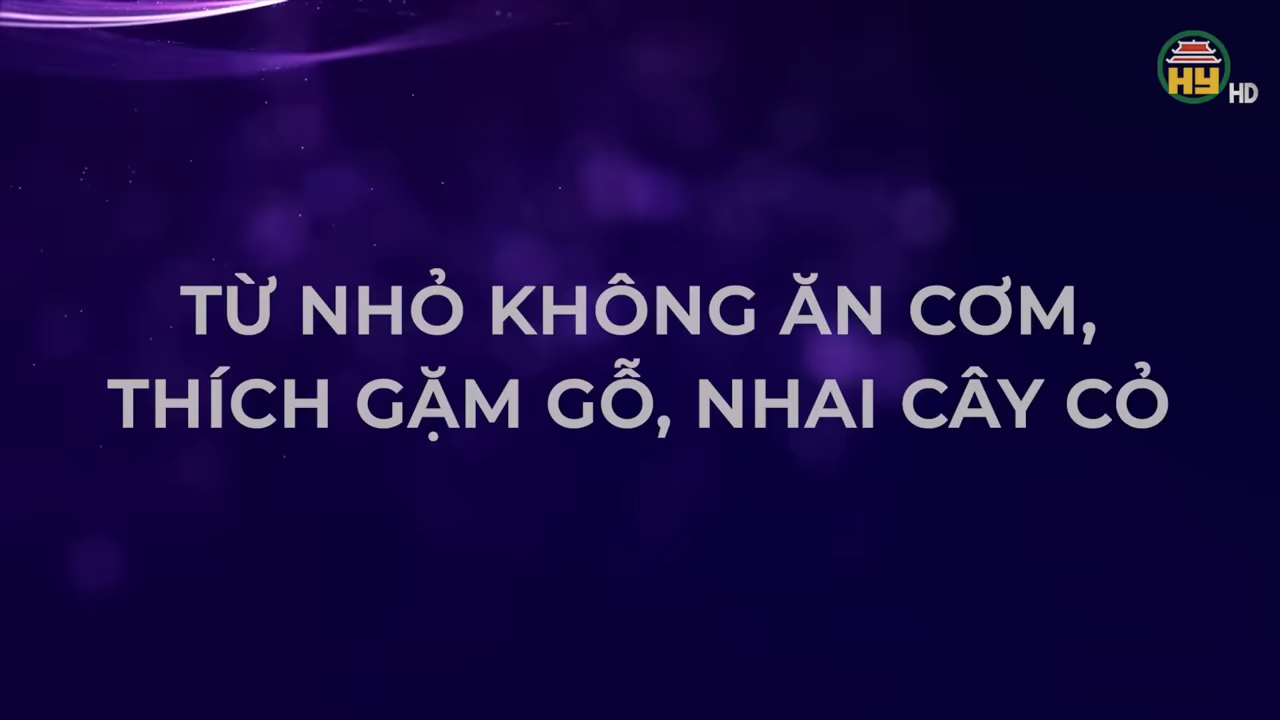 HY HD
TỪ NHỎ KHÔNG ĂN CƠM,
THÍCH GẶM GỖ, NHAI CÂY CỎ